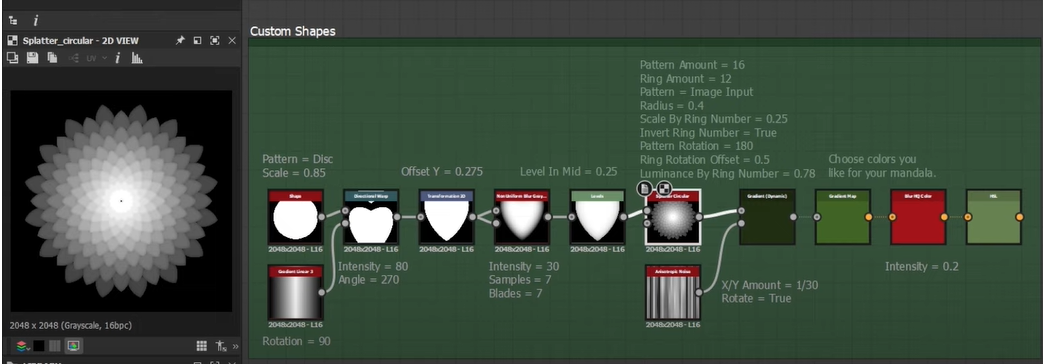 Splatter_circular - 2D VIEW
UV
2048 x 2048 (Grayscale, 16bpc)
Custom Shapes
Pattern Amount = 16
Ring Amount = 12
Pattern = Image Input
Radius = 0.4
Scale By Ring Number = 0.25
Invert Ring Number = True
Pattern Rotation = 180
Ring Rotation Offset = 0.5
Luminance By Ring Number = 0.78
Pattern = Disc
Scale = 0.85
Offset Y = 0.275
Level In Mid = 0.25
Choose colors you
like for your mandala.
Shape
Directional Warp
Transformation 2D
Non Uniform Blur Gray...
Levels
Splatter Circular
Gradient (Dynamic)
Gradient Map
Blur HQ Color
HSL
2048x2048 - L16
2048x2048 - L16
2048x2048 - L16
2048x2048 - L16
2048x2048 - L16
2048x2048 - L16
Intensity = 80
Angle = 270
Intensity = 30
Samples = 7
Blades = 7
Intensity = 0.2
Gradient Linear 3
Anisotropic Noise
X/Y Amount = 1/30
Rotate = True
2048x2048 - L16
2048x2048 - L16
Rotation = 90